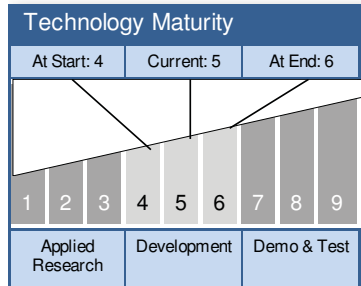 Technology Maturity
At Start: 4 Current: 5 At End: 6
1 2 3 4 5 6 7 8 9
Applied Research Development Demo & Test